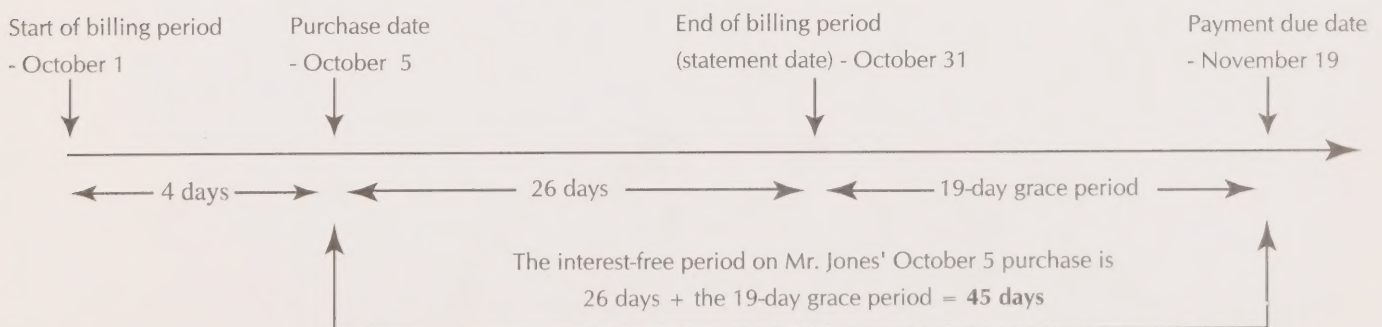 Start of billing period
- October 1
Purchase date
- October 5
End of billing period
(statement date) - October 31
Payment due date
- November 19
4 days
26 days
19-day grace period
The interest-free period on Mr. Jones' October 5 purchase is
26 days + the 19-day grace period = 45 days